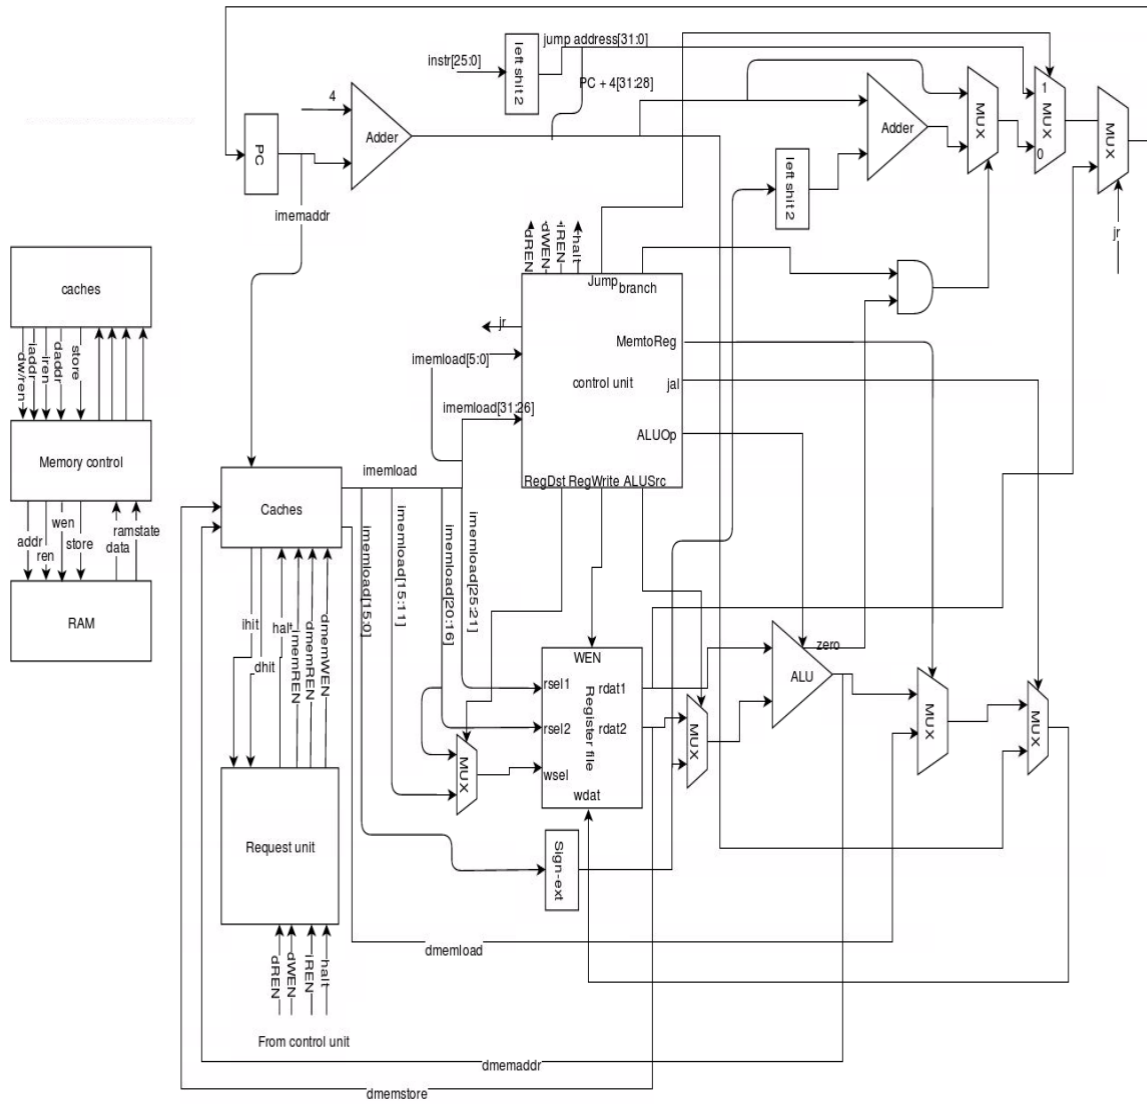 jump address[31:0]
instr[25:0]
left shit 2
PC + 4[31:28]
4
Adder
PC
imemaddr
Adder
left shit 2
MUX
1
MUX
0
MUX
jr
caches
dw/ren
iaddr
iren
daddr
store
Memory control
addr
ren
wen
store
data
ramstate
RAM
dREN
dWEN
iREN
halt
Jump
branch
jr
imemload[5:0]
imemload[31:26]
MemtoReg
control unit
jal
ALUOp
RegDst RegWrite ALUSrc
imemload
Caches
imemload[15:0]
imemload[15:11]
imemload[20:16]
imemload[25:21]
ihit
dhit
halt
imemREN
dmemREN
dmemWEN
WEN
rsel1
rdat1
rsel2
rdat2
Register file
wsel
wdat
MUX
MUX
ALU
zero
MUX
MUX
Request unit
Sign-ext
dREN
dWEN
iREN
halt
From control unit
dmemload
dmemaddr
dmemstore